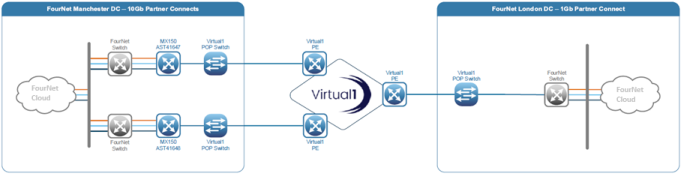 FourNet Manchester DC – 10Gb Partner Connects
FourNet London DC – 1Gb Partner Connect
FourNet
Switch
MX150
AST41647
Virtual1
POP Switch
Virtual1
PE
FourNet
Cloud
Virtual1
Virtual1
PE
Virtual1
POP Switch
FourNet
Switch
FourNet
Cloud
FourNet
Switch
MX150
AST41648
Virtual1
POP Switch
Virtual1
PE